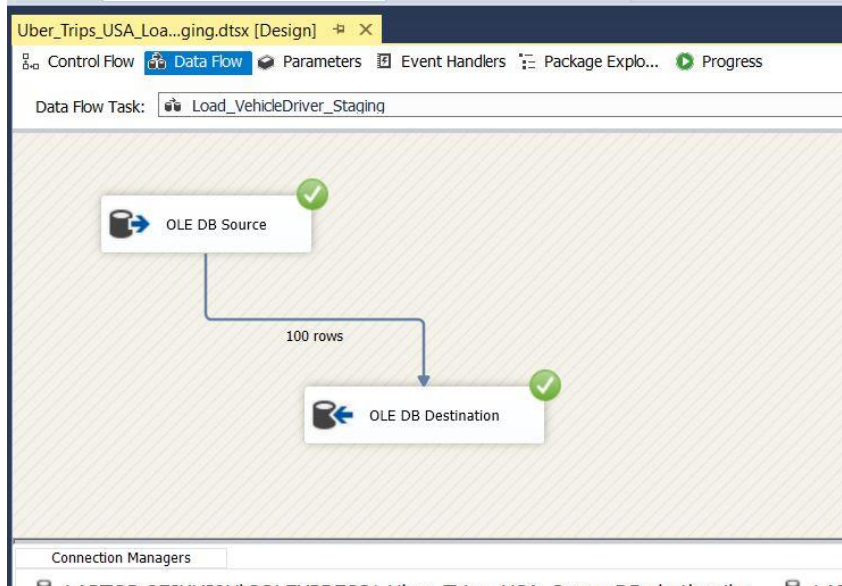 Uber_Trips_USA_Loa...ging.dtsx [Design]
Control Flow Data Flow Parameters Event Handlers Package Explo... Progress
Data Flow Task: Load_VehicleDriver_Staging
OLE DB Source
100 rows
OLE DB Destination
Connection Managers